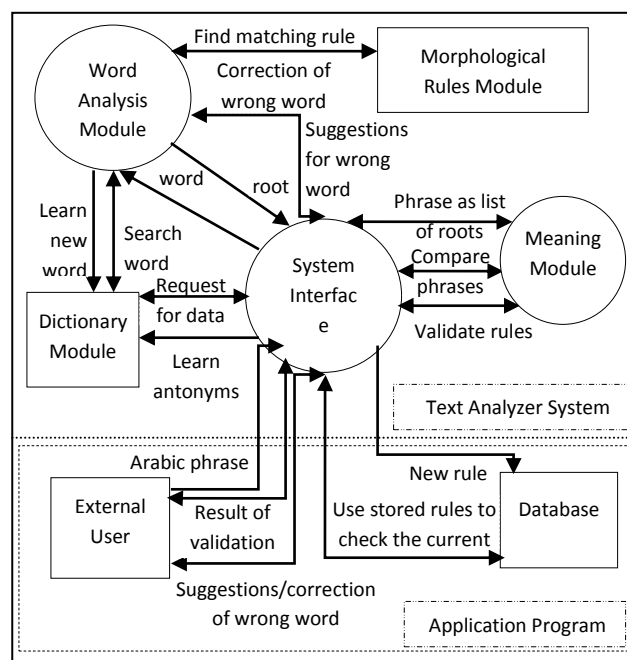 Find matching rule
Word
Analysis
Module
Morphological
Rules Module
Correction of
wrong word
Suggestions
for wrong
word
word
root
Phrase as list
of roots
Learn
new
word
Search
word
System
Interfac
e
Meaning
Module
Compare
phrases
Request
for data
Dictionary
Module
Validate rules
Learn
antonyms
Text Analyzer System
Arabic phrase
New rule
External
User
Result of
validation
Use stored rules to
check the current
Database
Suggestions/correction
of wrong word
Application Program